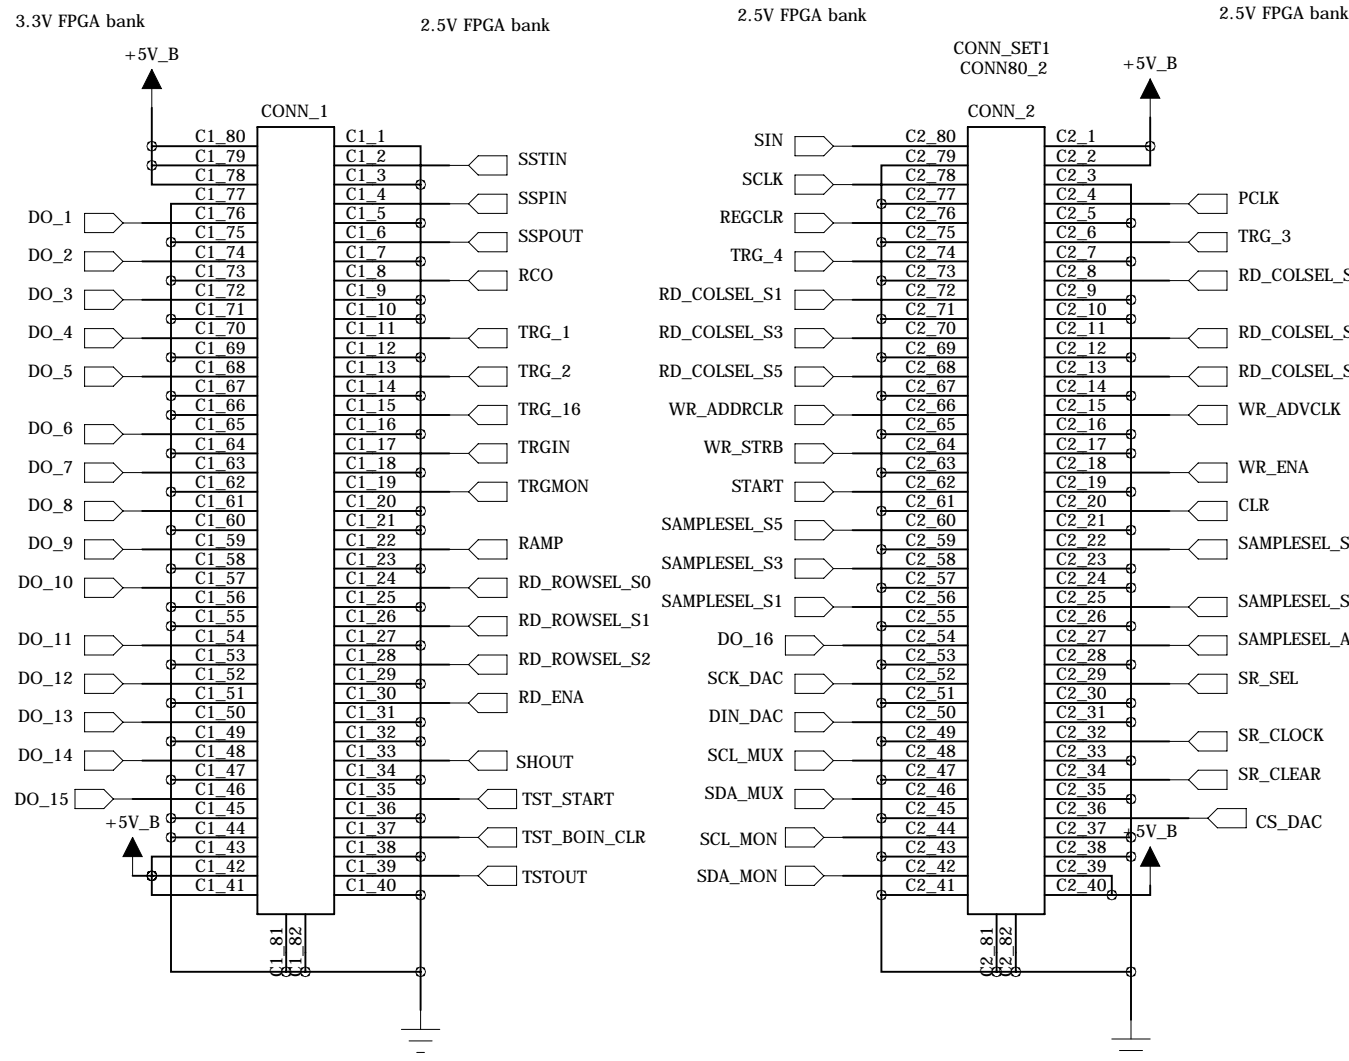 3.3V FPGA bank
2.5V FPGA bank
2.5V FPGA bank
2.5V FPGA bank
+5V_B
CONN_1
C1_80 C1_1
C1_79 C1_2 SSTIN
C1_78 C1_3
C1_77 C1_4 SSPIN
DO_1 C1_76 C1_5
C1_75 C1_6 SSPOUT
DO_2 C1_74 C1_7
C1_73 C1_8 RCO
DO_3 C1_72 C1_9
C1_71 C1_10
DO_4 C1_70 C1_11 TRG_1
C1_69 C1_12
DO_5 C1_68 C1_13 TRG_2
C1_67 C1_14
C1_66 C1_15 TRG_16
DO_6 C1_65 C1_16
C1_64 C1_17 TRGIN
DO_7 C1_63 C1_18
C1_62 C1_19 TRGMON
DO_8 C1_61 C1_20
C1_60 C1_21
DO_9 C1_59 C1_22 RAMP
C1_58 C1_23
DO_10 C1_57 C1_24 RD_ROWSEL_S0
C1_56 C1_25
C1_55 C1_26 RD_ROWSEL_S1
DO_11 C1_54 C1_27
C1_53 C1_28 RD_ROWSEL_S2
DO_12 C1_52 C1_29
C1_51 C1_30 RD_ENA
DO_13 C1_50 C1_31
C1_49 C1_32
DO_14 C1_48 C1_33 SHOUT
C1_47 C1_34
DO_15 C1_46 C1_35 TST_START
C1_45 C1_36
+5V_B
C1_44 C1_37 TST_BOIN_CLR
C1_43 C1_38
C1_42 C1_39 TSTOUT
C1_41 C1_40
C1_81
C1_82
CONN_SET1
CONN80_2
+5V_B
CONN_2
SIN C2_80 C2_1
C2_79 C2_2
SCLK C2_78 C2_3
C2_77 C2_4 PCLK
REGCLR C2_76 C2_5
C2_75 C2_6 TRG_3
TRG_4 C2_74 C2_7
C2_73 C2_8 RD_COLSEL_S
RD_COLSEL_S1 C2_72 C2_9
C2_71 C2_10
RD_COLSEL_S3 C2_70 C2_11 RD_COLSEL_S
C2_69 C2_12
RD_COLSEL_S5 C2_68 C2_13 RD_COLSEL_S
C2_67 C2_14
WR_ADDRCLR C2_66 C2_15 WR_ADVCLK
C2_65 C2_16
WR_STRB C2_64 C2_17
C2_63 C2_18 WR_ENA
START C2_62 C2_19
C2_61 C2_20 CLR
SAMPLESEL_S5 C2_60 C2_21
C2_59 C2_22 SAMPLESEL_S
SAMPLESEL_S3 C2_58 C2_23
C2_57 C2_24
SAMPLESEL_S1 C2_56 C2_25 SAMPLESEL_S
C2_55 C2_26
DO_16 C2_54 C2_27 SAMPLESEL_A
C2_53 C2_28
SCK_DAC C2_52 C2_29 SR_SEL
C2_51 C2_30
DIN_DAC C2_50 C2_31
C2_49 C2_32 SR_CLOCK
SCL_MUX C2_48 C2_33
C2_47 C2_34 SR_CLEAR
SDA_MUX C2_46 C2_35
C2_45 C2_36 CS_DAC
SCL_MON C2_44 C2_37 +5V_B
C2_43 C2_38
SDA_MON C2_42 C2_39
C2_41 C2_40
C2_81
C2_82